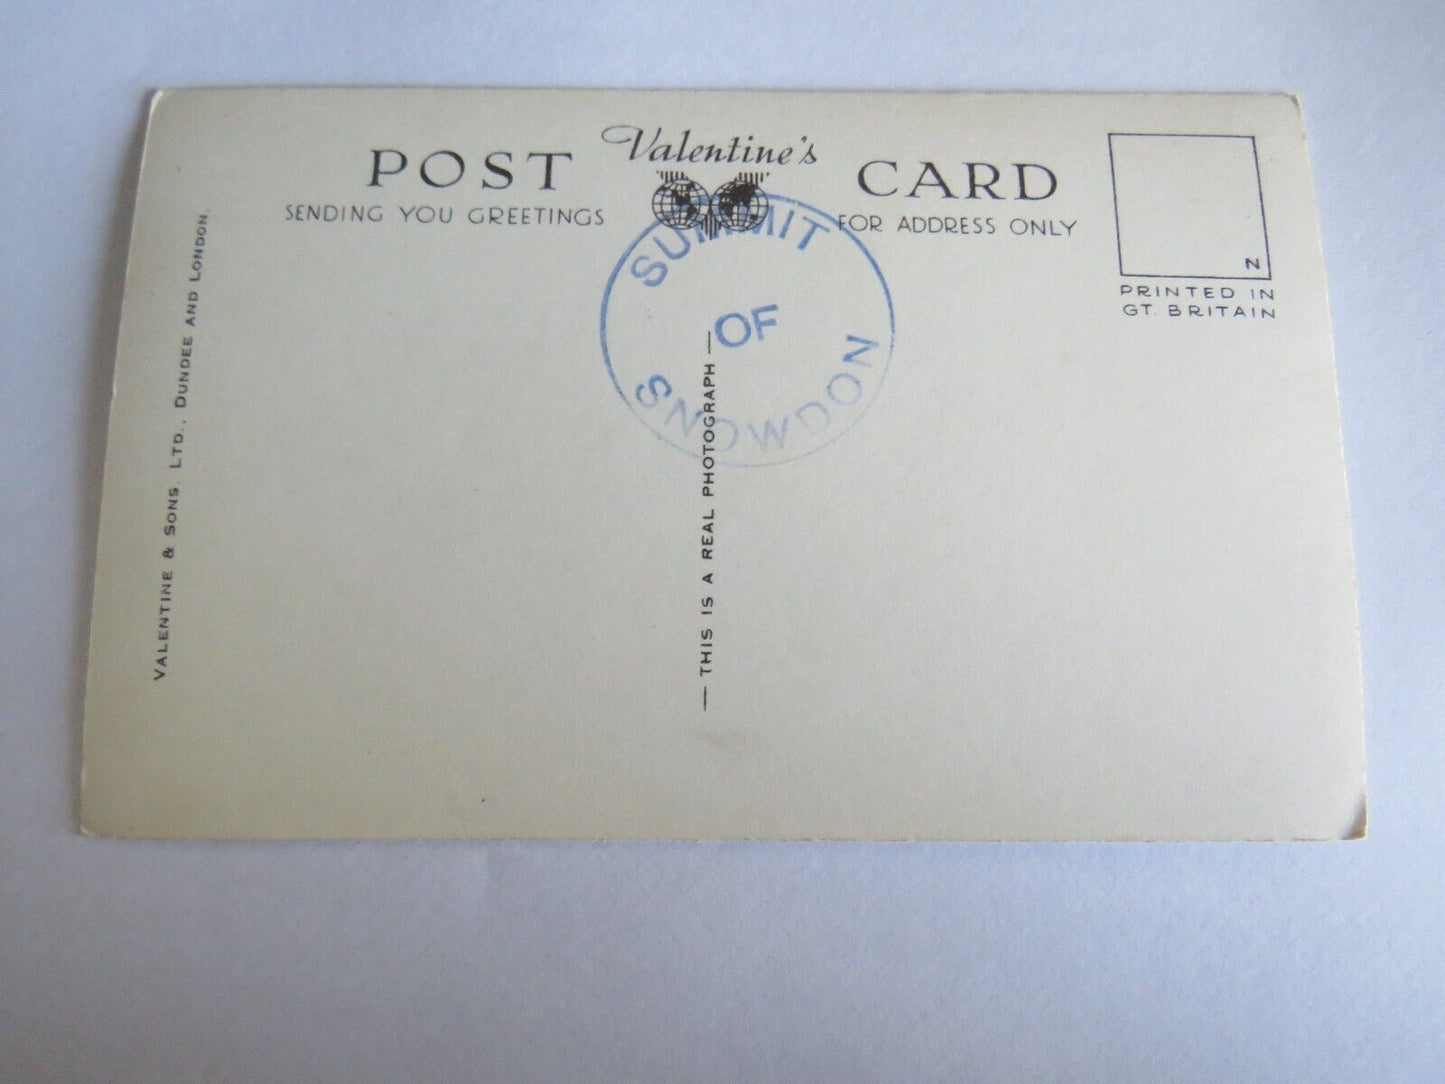 Valentine's
POST CARD
SENDING YOU GREETINGS
FOR ADDRESS ONLY
N
PRINTED IN
GT. BRITAIN
SUMMIT
OF
SNOWDON
— THIS IS A REAL PHOTOGRAPH —
VALENTINE & SONS. LTD., DUNDEE AND LONDON.